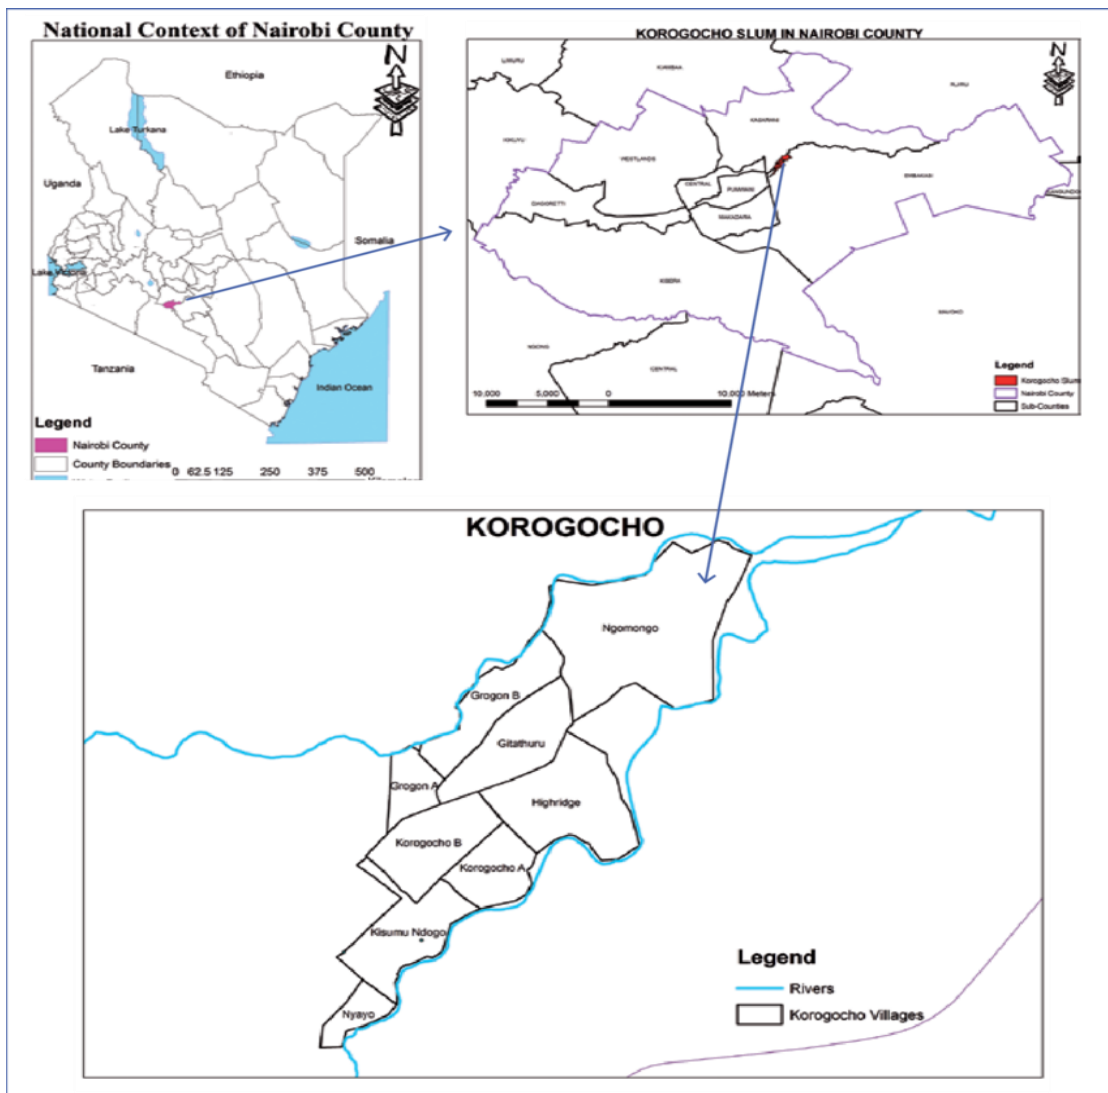 National Context of Nairobi County
N
Ethiopia
Lake Turkana
Uganda
Somalia
Lake Victoria
Tanzania
Indian Ocean
Legend
Nairobi County
County Boundaries
0 62.5 125 250 375 500
KOROGOCHO SLUM IN NAIROBI COUNTY
N
LIMURU
KIAMBAA
RUIRU
KIKUYU
KASARANI
WESTLANDS
EMBAKASI
CENTRAL
PUMWANI
DAGORETTI
MAKADARA
KIBERA
MAVOKO
NGONG
CENTRAL
Legend
Korogocho Slum
Nairobi County
Sub-Counties
10,000 5,000 0 10,000 Meters
KOROGOCHO
Ngomongo
Grogon B
Gitathuru
Grogon A
Highridge
Korogocho B
Korogocho A
Kisumu Ndogo
Nyayo
Legend
Rivers
Korogocho Villages